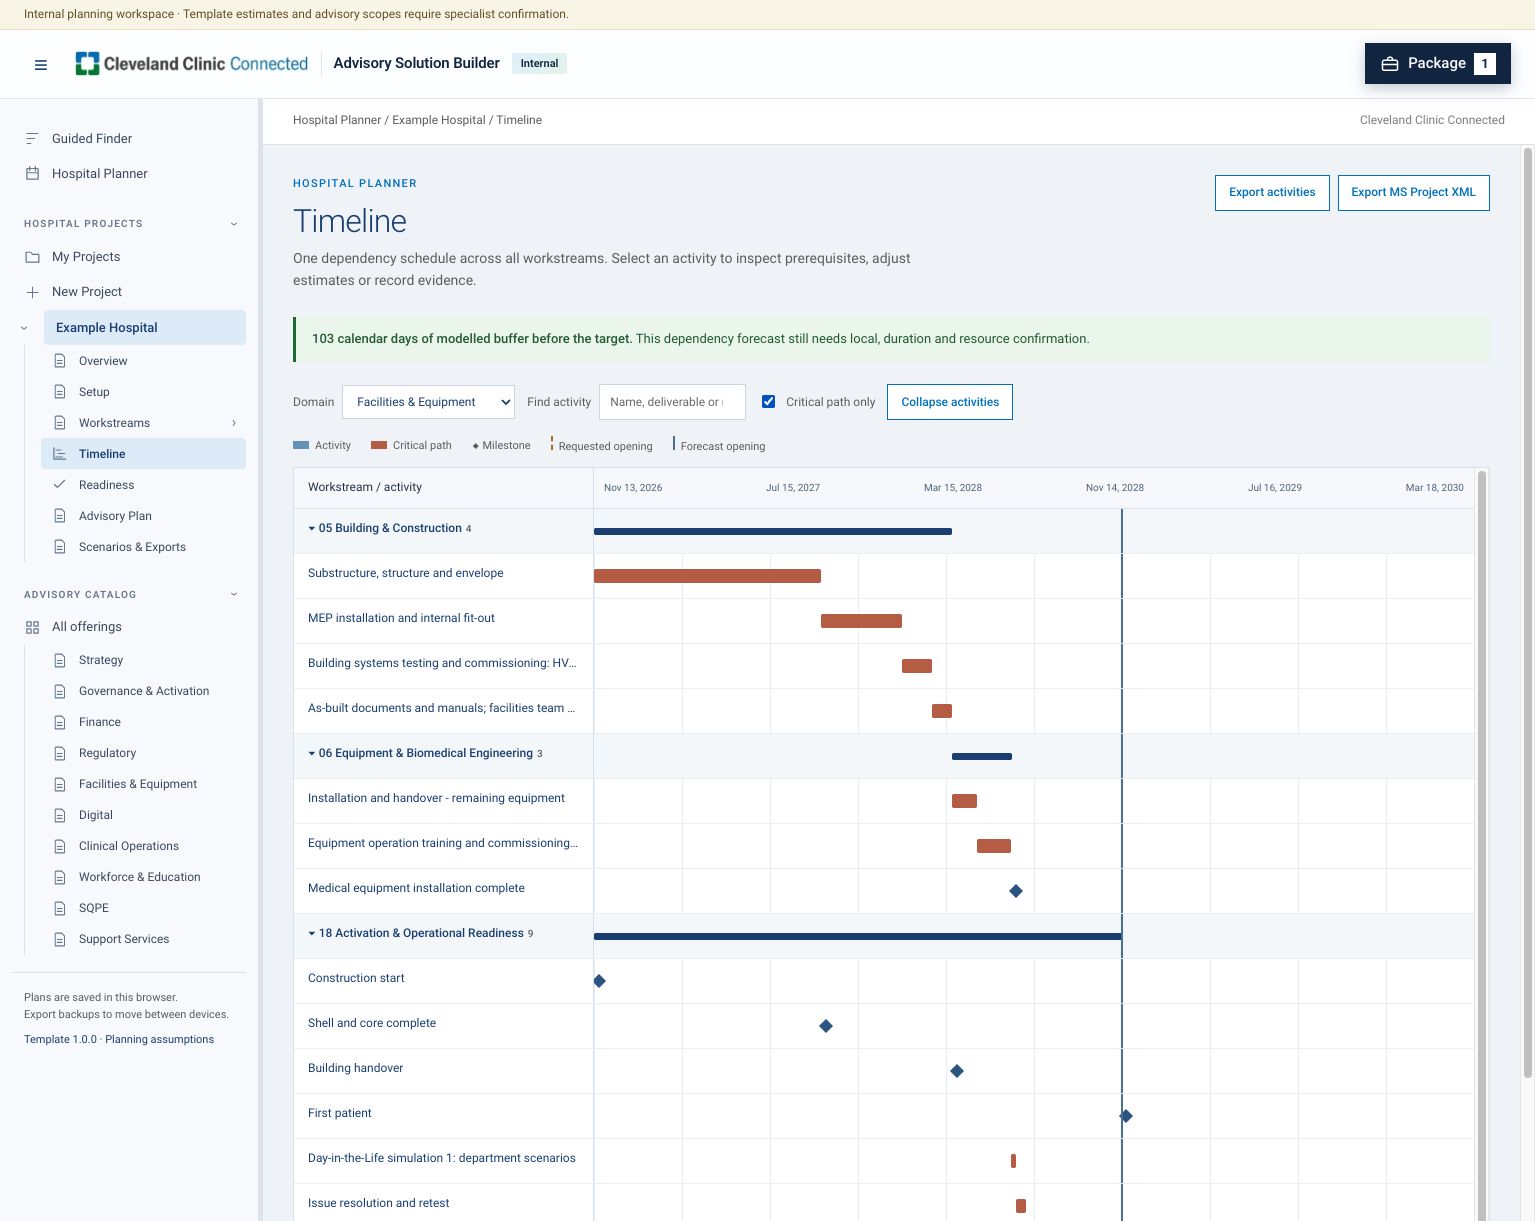 Internal planning workspace · Template estimates and advisory scopes require specialist confirmation.
Cleveland Clinic Connected
Advisory Solution Builder
Internal
Package 1
Guided Finder
Hospital Planner
HOSPITAL PROJECTS
My Projects
New Project
Example Hospital
Overview
Setup
Workstreams
Timeline
Readiness
Advisory Plan
Scenarios & Exports
ADVISORY CATALOG
All offerings
Strategy
Governance & Activation
Finance
Regulatory
Facilities & Equipment
Digital
Clinical Operations
Workforce & Education
SQPE
Support Services
Plans are saved in this browser.
Export backups to move between devices.
Template 1.0.0 · Planning assumptions
Hospital Planner / Example Hospital / Timeline
Cleveland Clinic Connected
HOSPITAL PLANNER
Timeline
One dependency schedule across all workstreams. Select an activity to inspect prerequisites, adjust
estimates or record evidence.
Export activities
Export MS Project XML
103 calendar days of modelled buffer before the target. This dependency forecast still needs local, duration and resource confirmation.
Domain
Facilities & Equipment
Find activity
Name, deliverable or
Critical path only
Collapse activities
Activity
Critical path
Milestone
Requested opening
Forecast opening
Workstream / activity
Nov 13, 2026
Jul 15, 2027
Mar 15, 2028
Nov 14, 2028
Jul 16, 2029
Mar 18, 2030
05 Building & Construction 4
Substructure, structure and envelope
MEP installation and internal fit-out
Building systems testing and commissioning: HV...
As-built documents and manuals; facilities team ...
06 Equipment & Biomedical Engineering 3
Installation and handover - remaining equipment
Equipment operation training and commissioning...
Medical equipment installation complete
18 Activation & Operational Readiness 9
Construction start
Shell and core complete
Building handover
First patient
Day-in-the-Life simulation 1: department scenarios
Issue resolution and retest